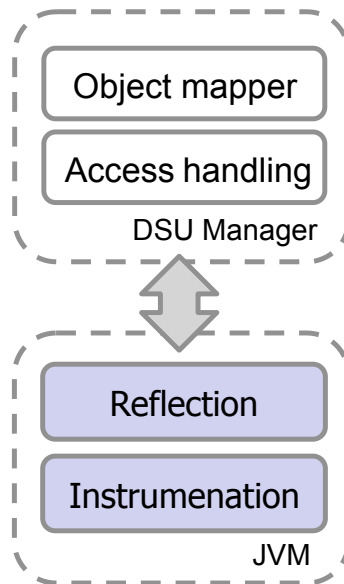 Object mapper
Access handling
DSU Manager
Reflection
Instrumenation
JVM